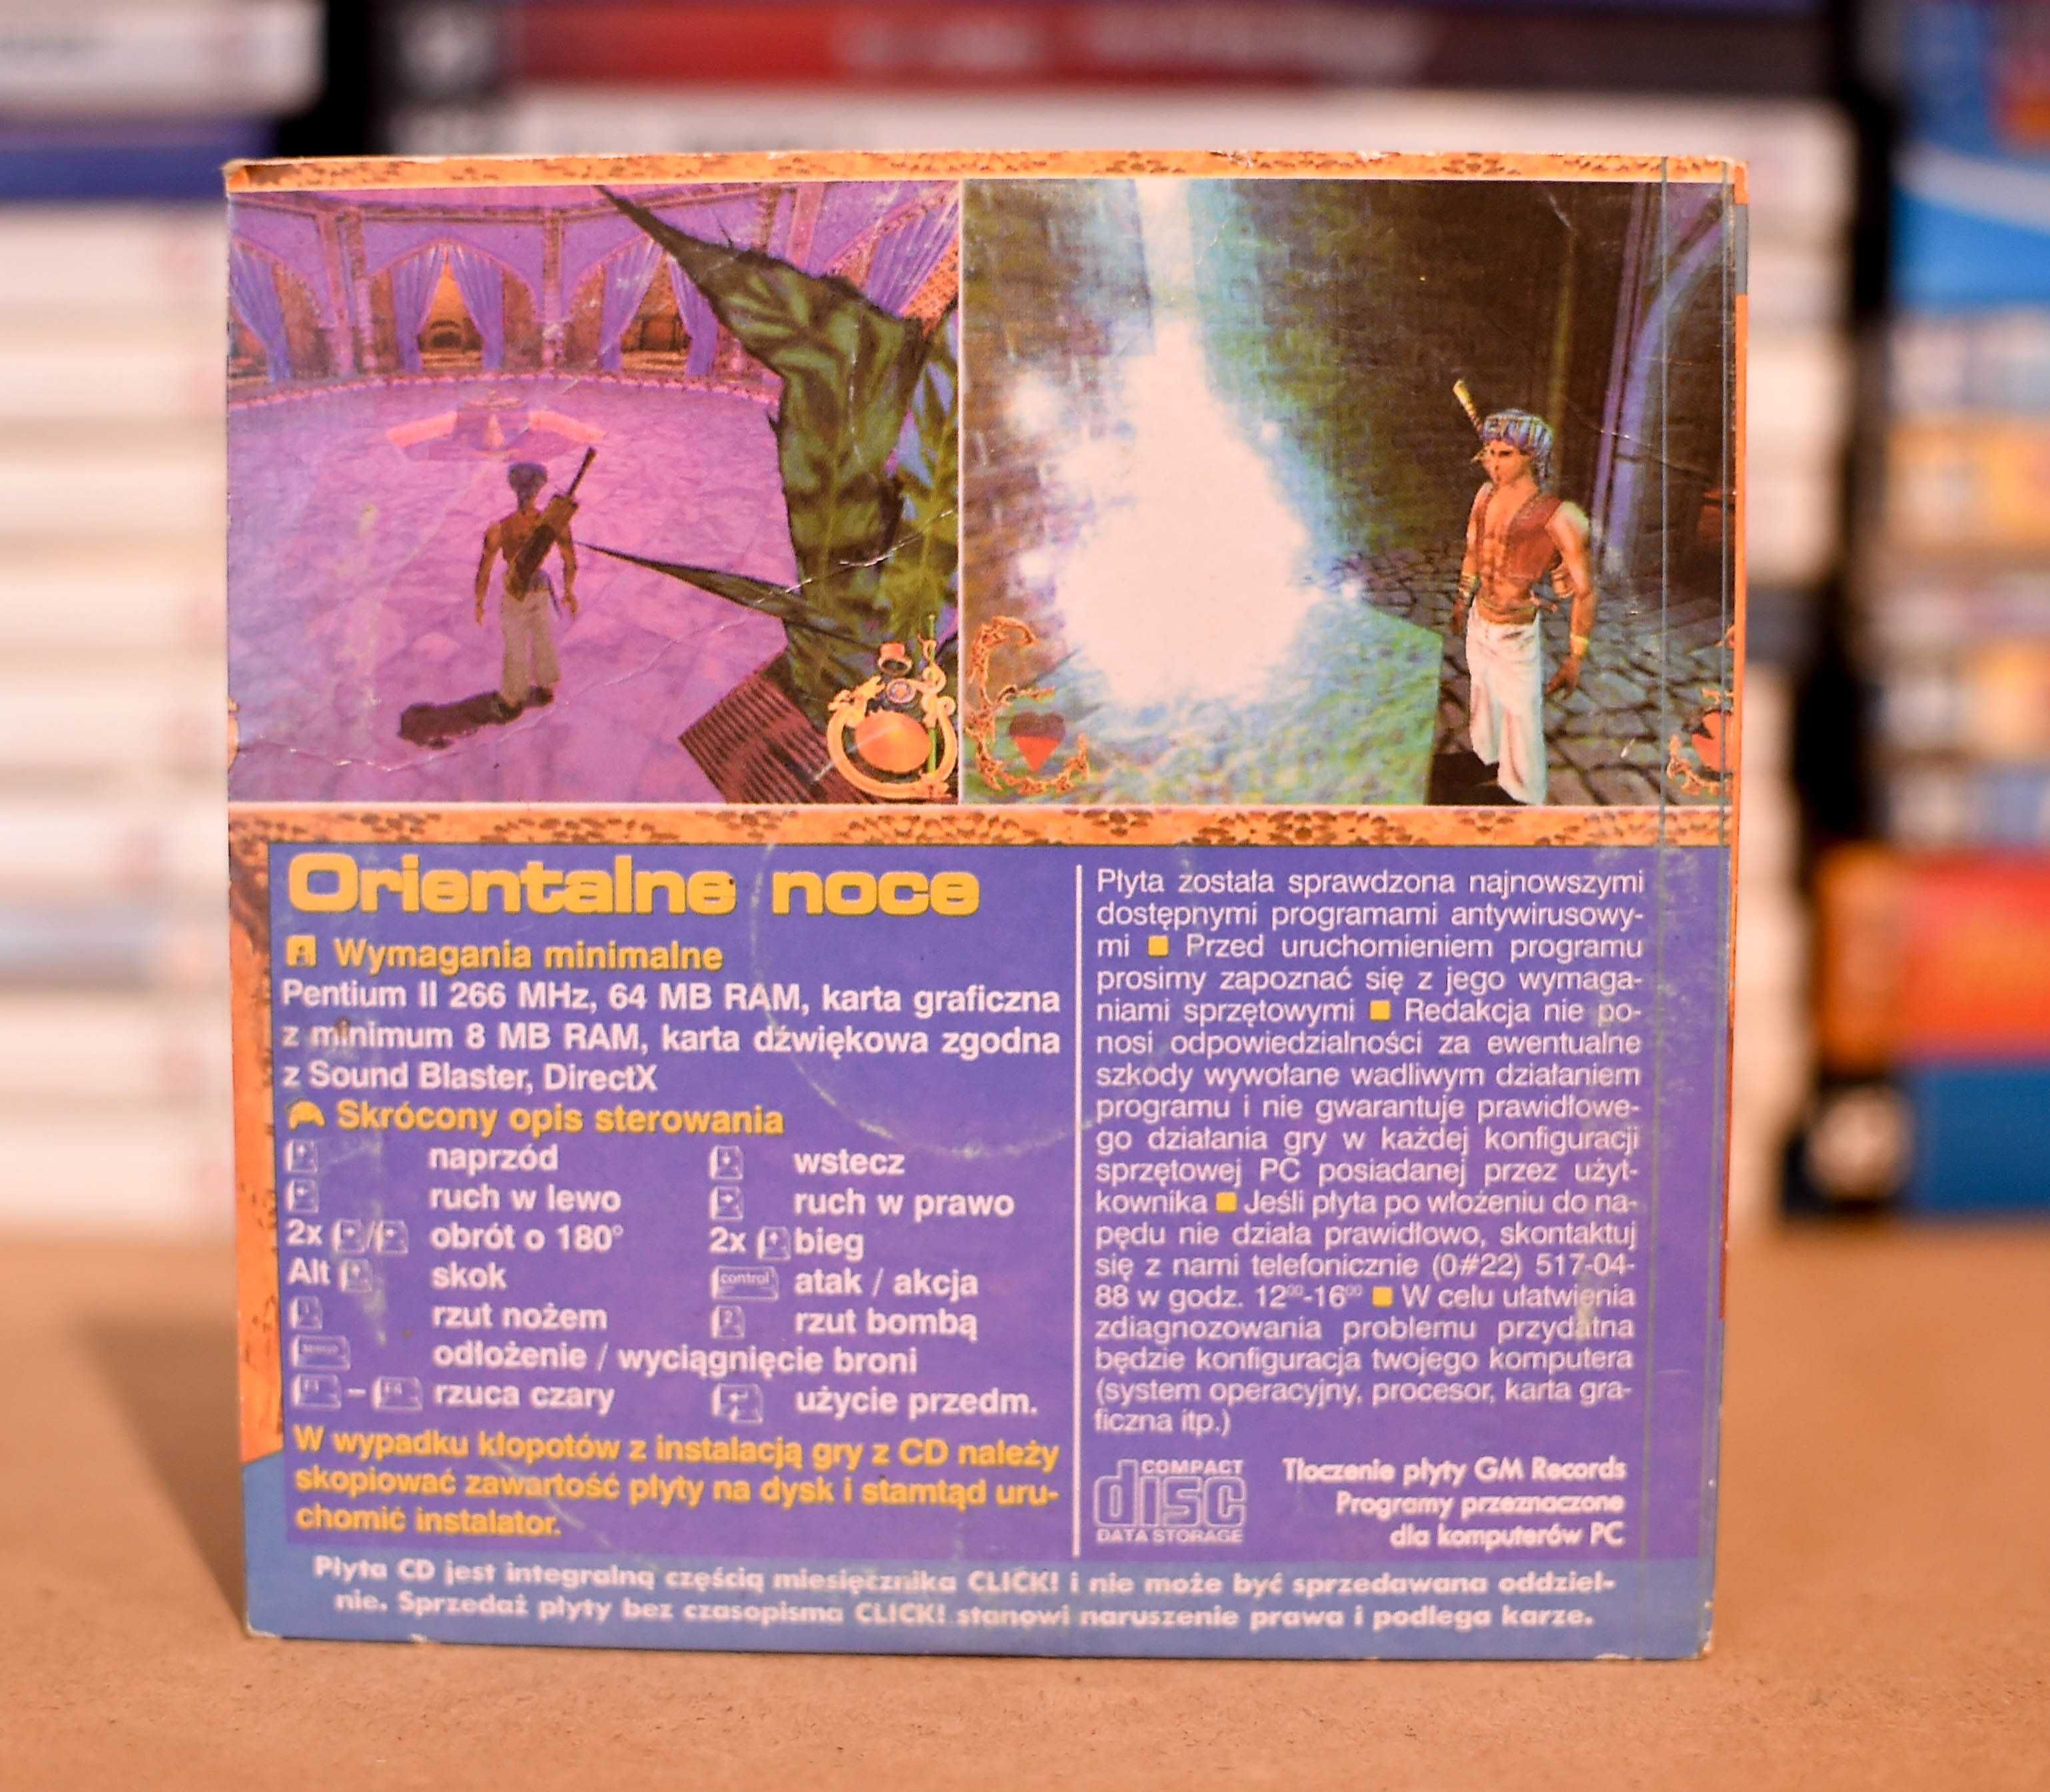 Orientalne noce
Wymagania minimalne
Pentium II 266 MHz, 64 MB RAM, karta graficzna
z minimum 8 MB RAM, karta dźwiękowa zgodna
z Sound Blaster, DirectX
Skrócony opis sterowania
naprzód wstecz
ruch w lewo ruch w prawo
2x / obrót o 180° 2x bieg
Alt skok control atak / akcja
rzut nożem rzut bombą
odłożenie / wyciągnięcie broni
– rzuca czary użycie przedm.
W wypadku kłopotów z instalacją gry z CD należy
skopiować zawartość płyty na dysk i stamtąd uru-
chomić instalator.
Płyta została sprawdzona najnowszymi
dostępnymi programami antywirusowy-
mi ■ Przed uruchomieniem programu
prosimy zapoznać się z jego wymaga-
niami sprzętowymi ■ Redakcja nie po-
nosi odpowiedzialności za ewentualne
szkody wywołane wadliwym działaniem
programu i nie gwarantuje prawidłowe-
go działania gry w każdej konfiguracji
sprzętowej PC posiadanej przez użyt-
kownika ■ Jeśli płyta po włożeniu do na-
pędu nie działa prawidłowo, skontaktuj
się z nami telefonicznie (0#22) 517-04-
88 w godz. 12⁰⁰-16⁰⁰ ■ W celu ułatwienia
zdiagnozowania problemu przydatna
będzie konfiguracja twojego komputera
(system operacyjny, procesor, karta gra-
ficzna itp.)
COMPACT
disc
DATA STORAGE
Tłoczenie płyty GM Records
Programy przeznaczone
dla komputerów PC
Płyta CD jest integralną częścią miesięcznika CLICK! i nie może być sprzedawana oddziel-
nie. Sprzedaż płyty bez czasopisma CLICK! stanowi naruszenie prawa i podlega karze.